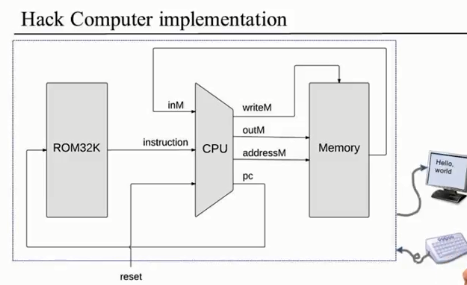 Hack Computer implementation
inM
writeM
outM
ROM32K
instruction
CPU
addressM
Memory
pc
Hello,
world
reset